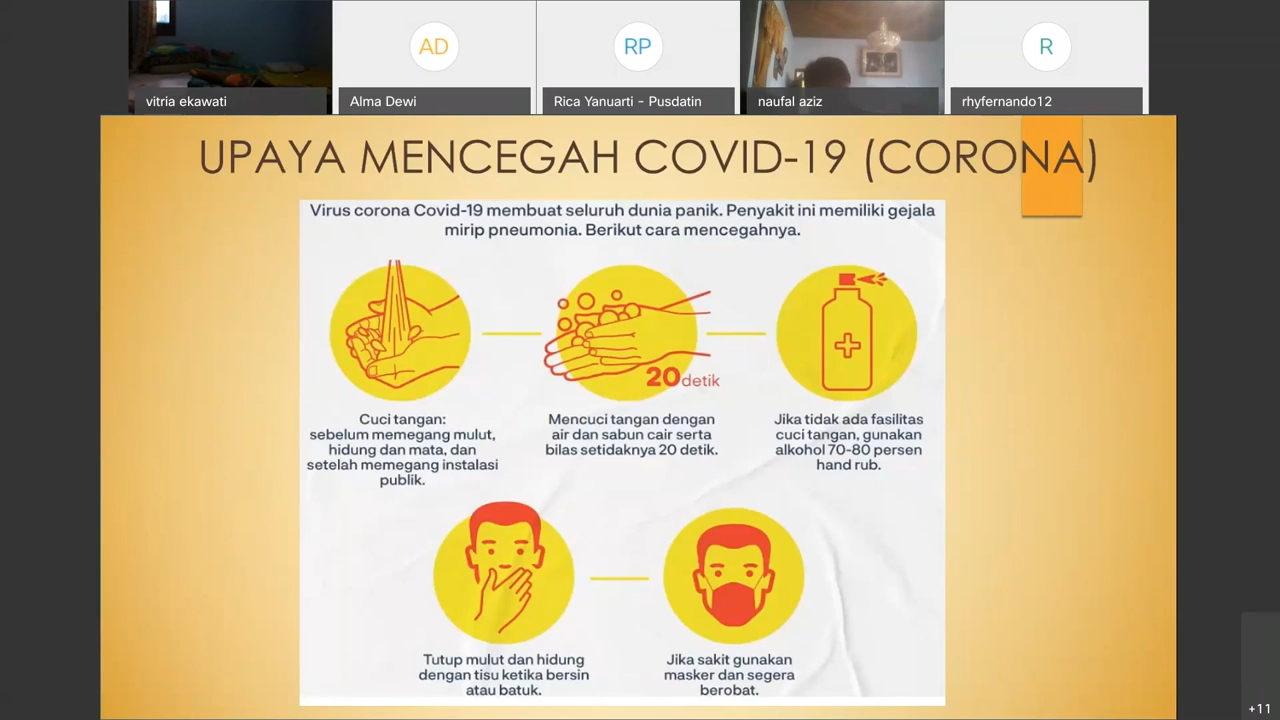 AD
RP
R
vitria ekawati
Alma Dewi
Rica Yanuarti - Pusdatin
naufal aziz
rhyfernando12
UPAYA MENCEGAH COVID-19 (CORONA)
Virus corona Covid-19 membuat seluruh dunia panik. Penyakit ini memiliki gejala
mirip pneumonia. Berikut cara mencegahnya.
20 detik
Cuci tangan:
sebelum memegang mulut,
hidung dan mata, dan
setelah memegang instalasi
publik.
Mencuci tangan dengan
air dan sabun cair serta
bilas setidaknya 20 detik.
Jika tidak ada fasilitas
cuci tangan, gunakan
alkohol 70-80 persen
hand rub.
Tutup mulut dan hidung
dengan tisu ketika bersin
atau batuk.
Jika sakit gunakan
masker dan segera
berobat.
+11